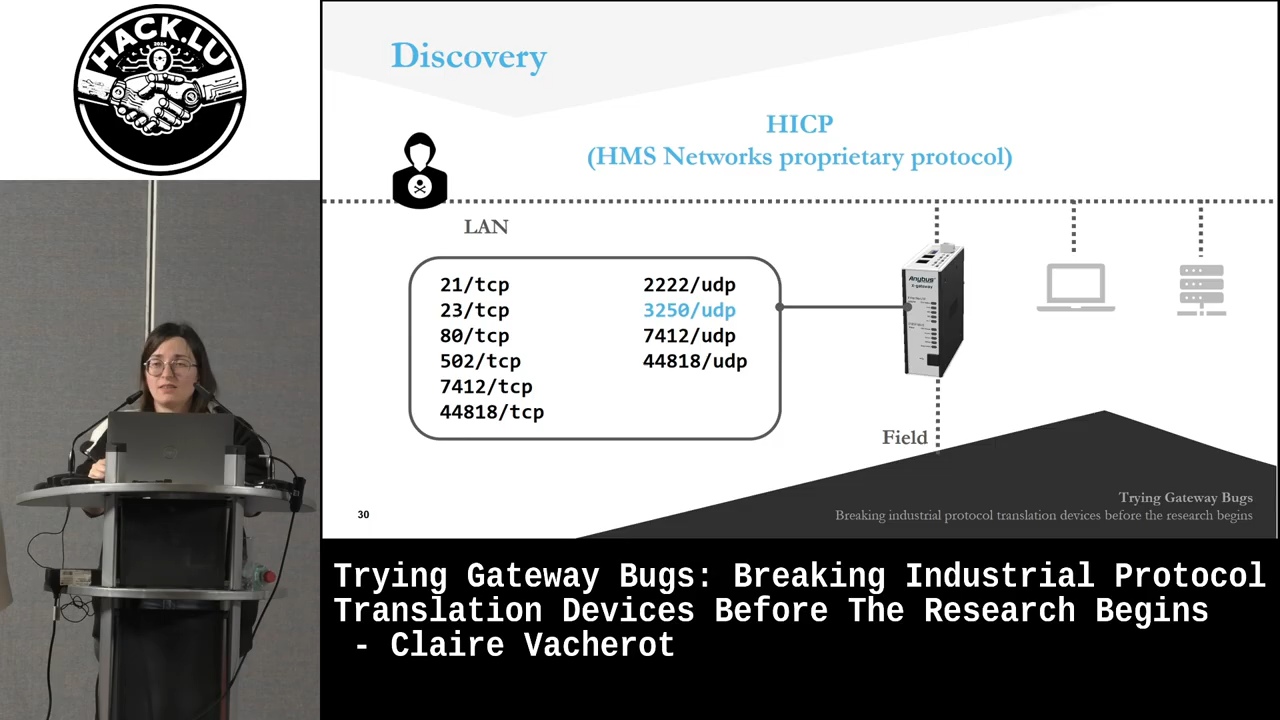 HACK.LU
2024
Discovery
HICP
(HMS Networks proprietary protocol)
LAN
21/tcp
23/tcp
80/tcp
502/tcp
7412/tcp
44818/tcp
2222/udp
3250/udp
7412/udp
44818/udp
Anybus
X-gateway
Field
30
Trying Gateway Bugs
Breaking industrial protocol translation devices before the research begins
Trying Gateway Bugs: Breaking Industrial Protocol
Translation Devices Before The Research Begins
- Claire Vacherot